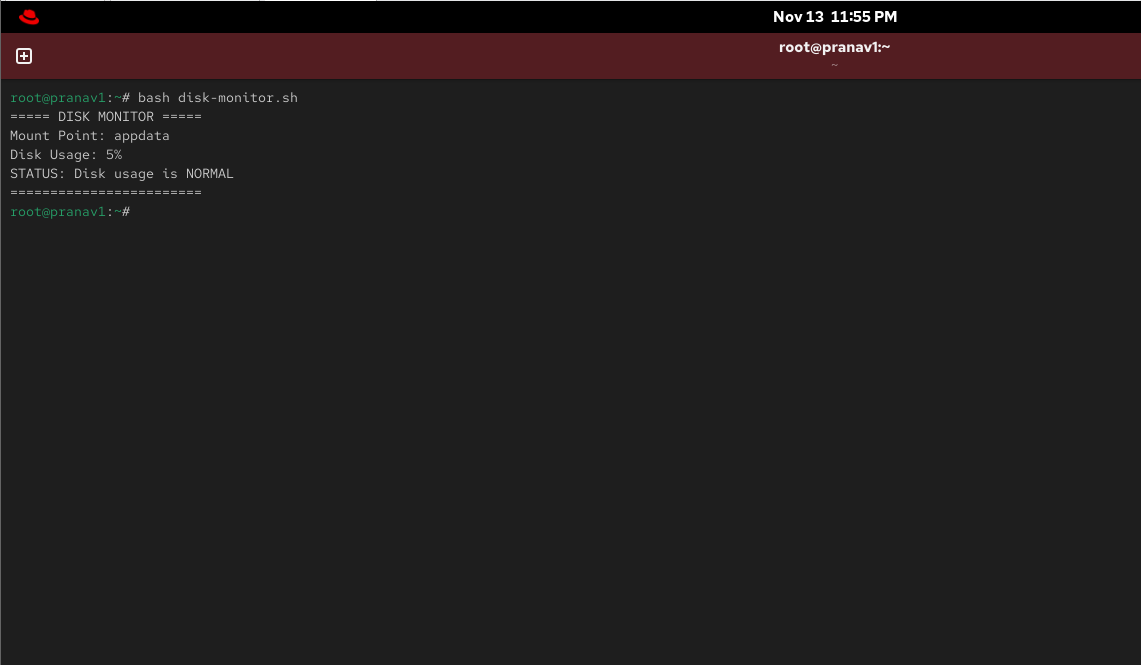 Nov 13 11:55 PM
root@pranav1:~
~
root@pranav1:~# bash disk-monitor.sh
===== DISK MONITOR =====
Mount Point: appdata
Disk Usage: 5%
STATUS: Disk usage is NORMAL
========================
root@pranav1:~#